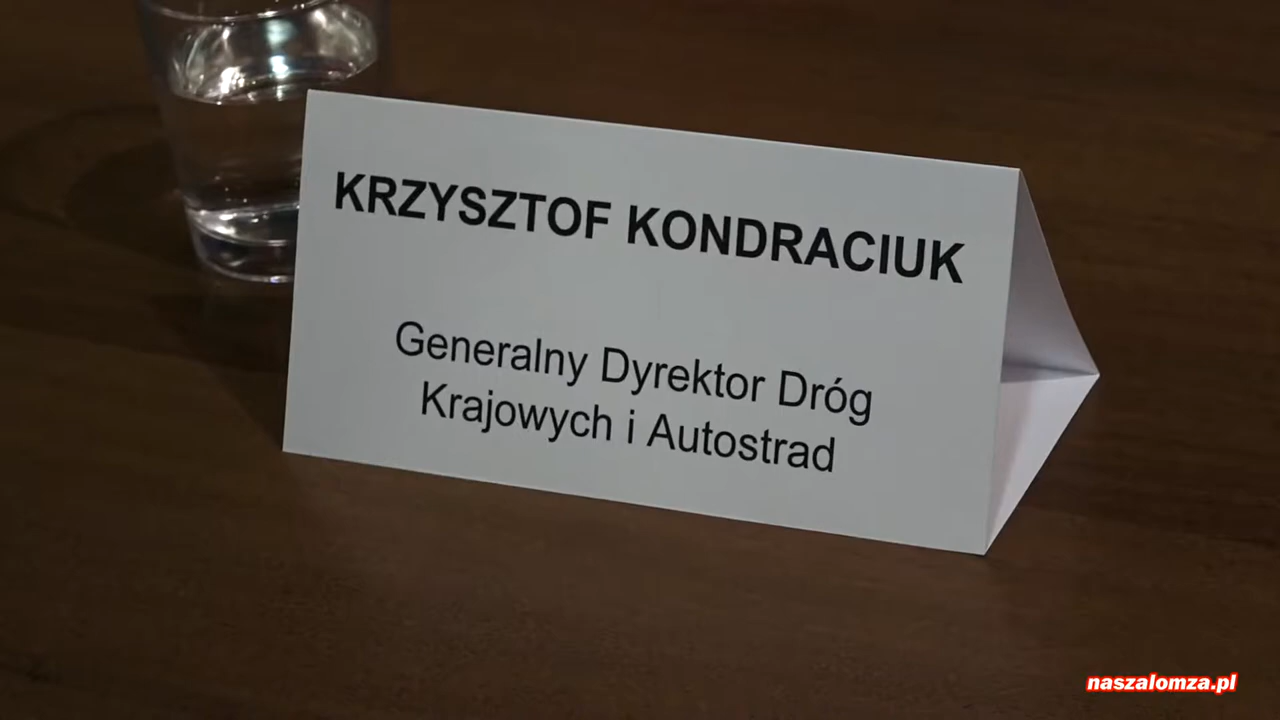 KRZYSZTOF KONDRACIUK
Generalny Dyrektor Dróg
Krajowych i Autostrad
naszalomza.pl